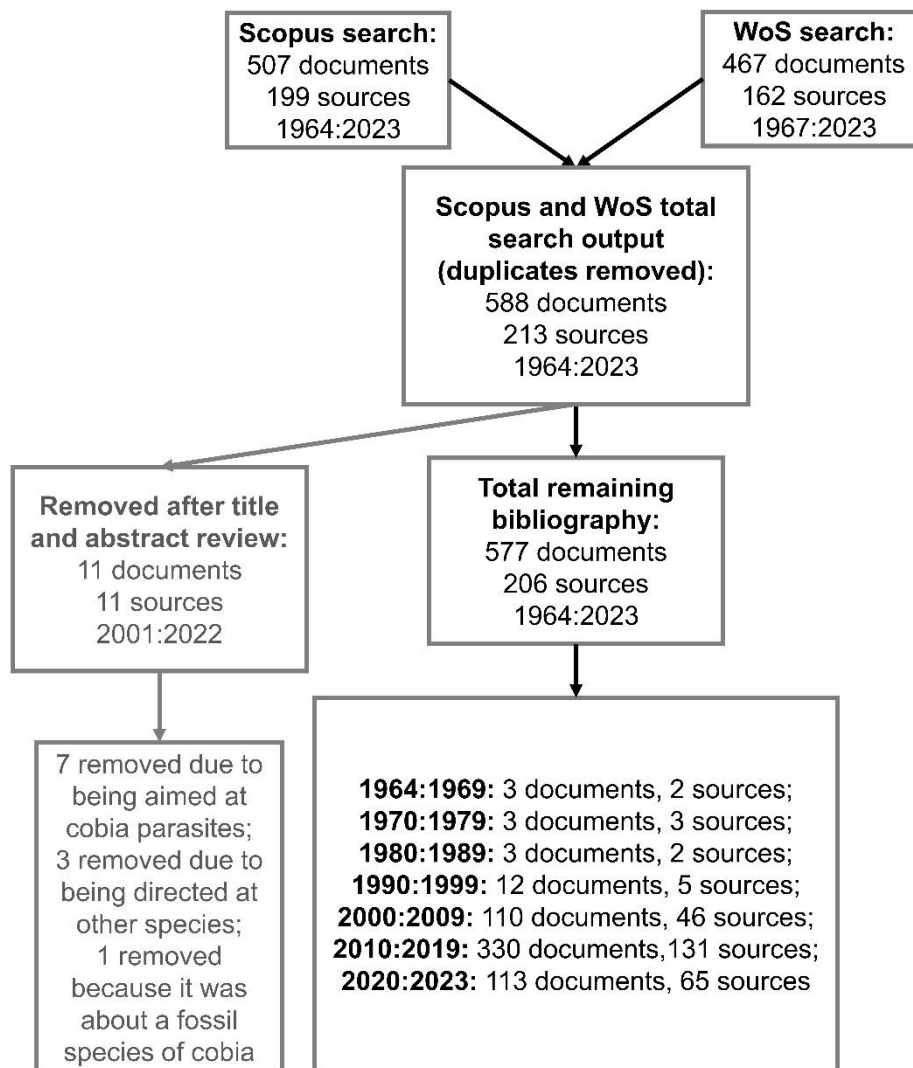 Scopus search:
507 documents
199 sources
1964:2023
WoS search:
467 documents
162 sources
1967:2023
Scopus and WoS total
search output
(duplicates removed):
588 documents
213 sources
1964:2023
Removed after title
and abstract review:
11 documents
11 sources
2001:2022
Total remaining
bibliography:
577 documents
206 sources
1964:2023
7 removed due to
being aimed at
cobia parasites;
3 removed due to
being directed at
other species;
1 removed
because it was
about a fossil
species of cobia
1964:1969: 3 documents, 2 sources;
1970:1979: 3 documents, 3 sources;
1980:1989: 3 documents, 2 sources;
1990:1999: 12 documents, 5 sources;
2000:2009: 110 documents, 46 sources;
2010:2019: 330 documents,131 sources;
2020:2023: 113 documents, 65 sources